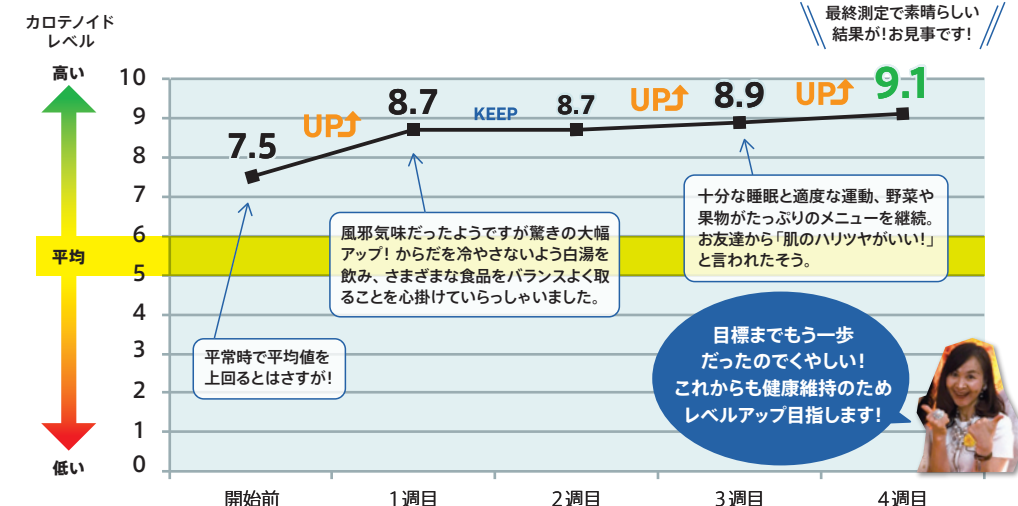 カロテノイド
レベル
高い
平均
低い
最終測定で素晴らしい
結果が!お見事です!
10
9
8
7
6
5
4
3
2
1
0
7.5
UP
8.7
KEEP
8.7
UP
8.9
UP
9.1
平常時で平均値を
上回るとはさすが!
風邪気味だったようですが驚きの大幅
アップ! からだを冷やさないよう白湯を
飲み、さまざまな食品をバランスよく取
ることを心掛けていらっしゃいました。
十分な睡眠と適度な運動、野菜や
果物がたっぷりのメニューを継続。
お友達から「肌のハリツヤがいい!」
と言われたそう。
目標までもう一歩
だったのでくやしい!
これからも健康維持のため
レベルアップ目指します!
開始前
1週目
2週目
3週目
4週目